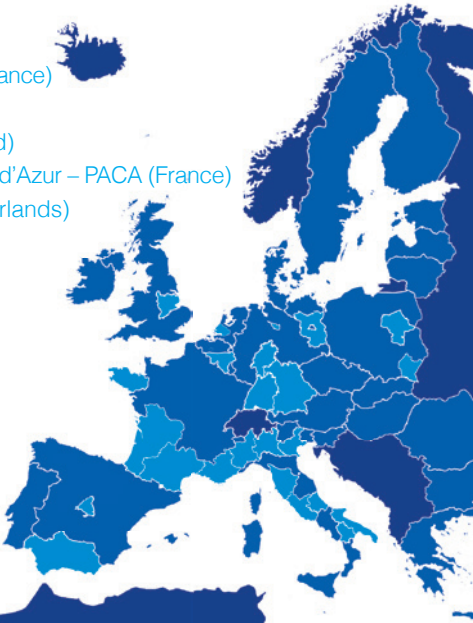 ance)
d)
d'Azur – PACA (France)
rlands)